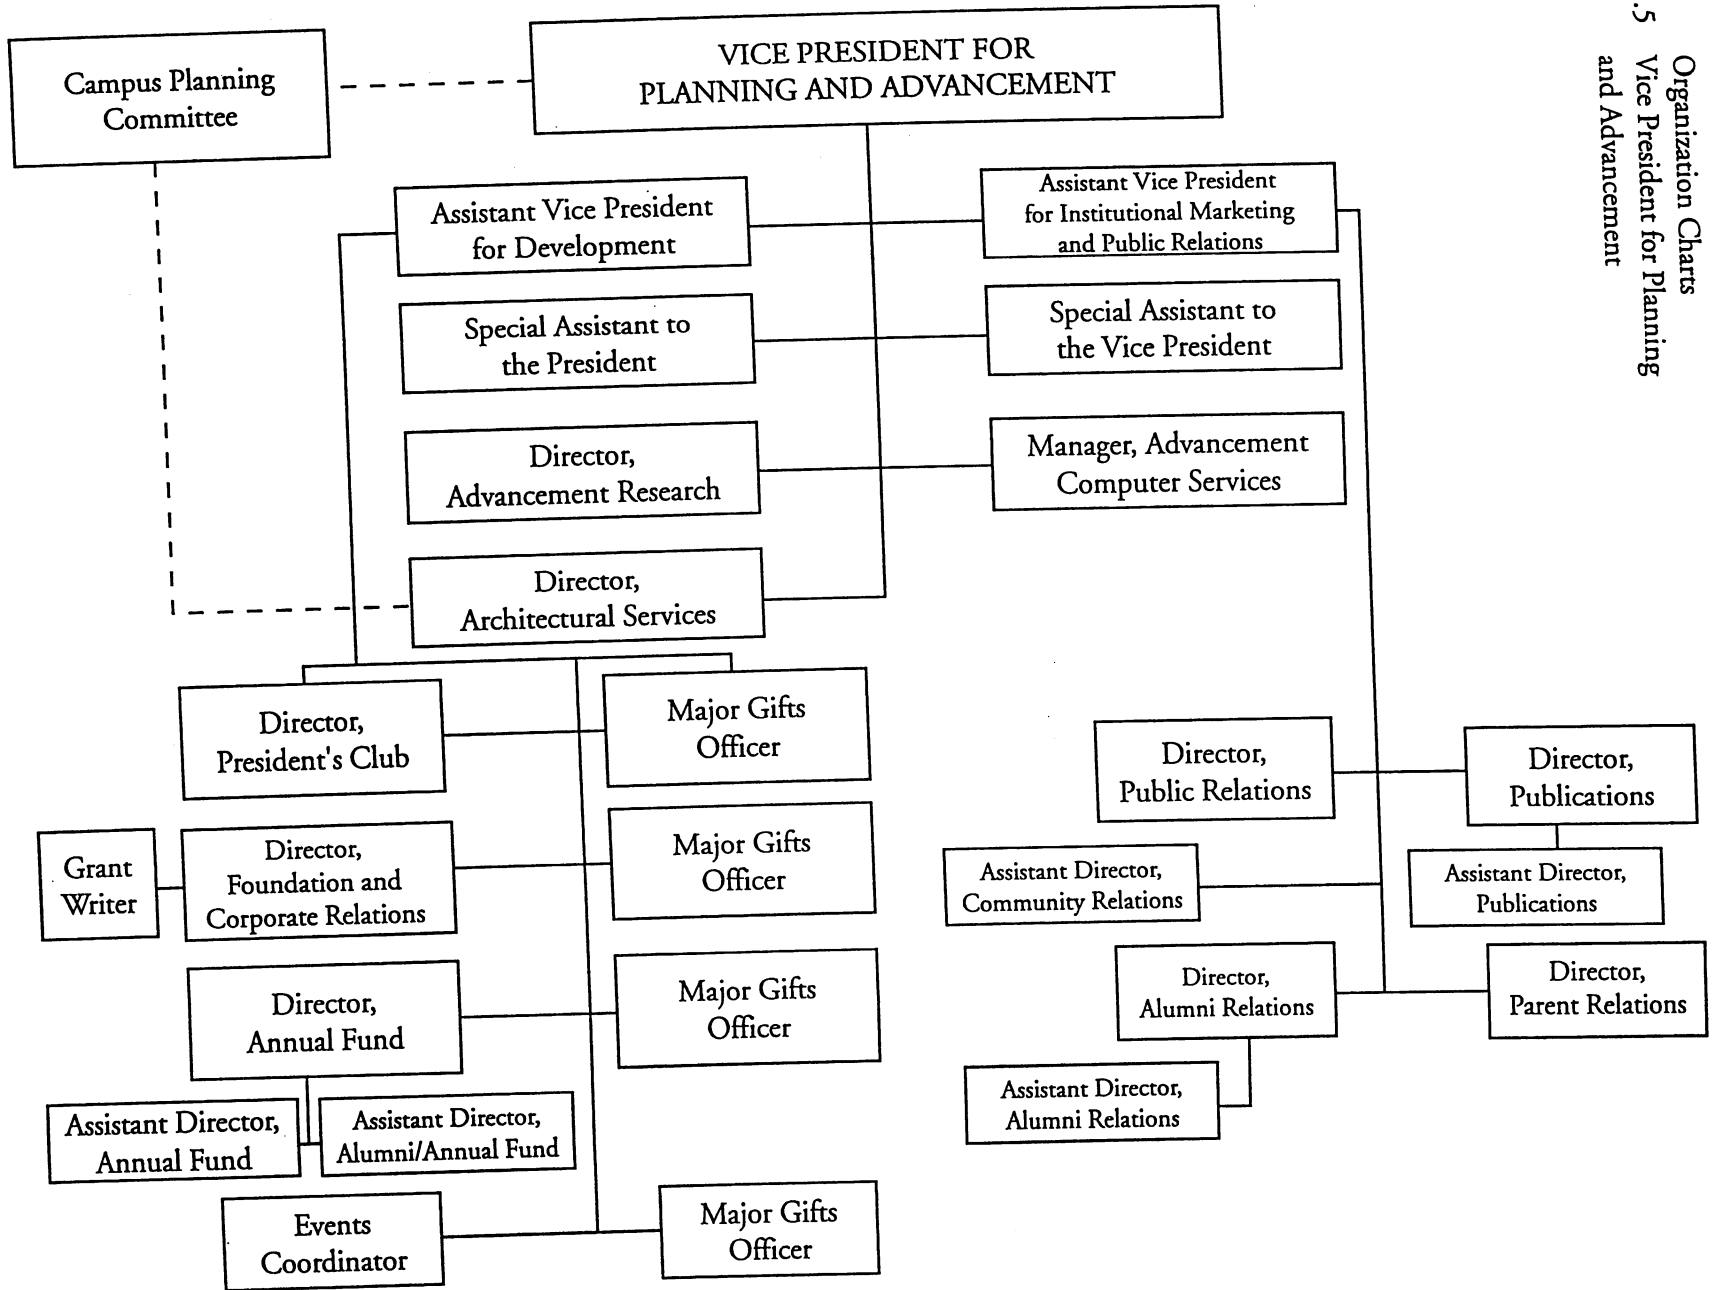 .5 Organization Charts
Vice President for Planning
and Advancement
VICE PRESIDENT FOR
PLANNING AND ADVANCEMENT
Campus Planning
Committee
Assistant Vice President
for Development
Assistant Vice President
for Institutional Marketing
and Public Relations
Special Assistant to
the President
Special Assistant to
the Vice President
Director,
Advancement Research
Manager, Advancement
Computer Services
Director,
Architectural Services
Director,
President's Club
Major Gifts
Officer
Grant
Writer
Director,
Foundation and
Corporate Relations
Major Gifts
Officer
Director,
Annual Fund
Major Gifts
Officer
Assistant Director,
Annual Fund
Assistant Director,
Alumni/Annual Fund
Events
Coordinator
Major Gifts
Officer
Director,
Public Relations
Director,
Publications
Assistant Director,
Community Relations
Assistant Director,
Publications
Director,
Alumni Relations
Director,
Parent Relations
Assistant Director,
Alumni Relations